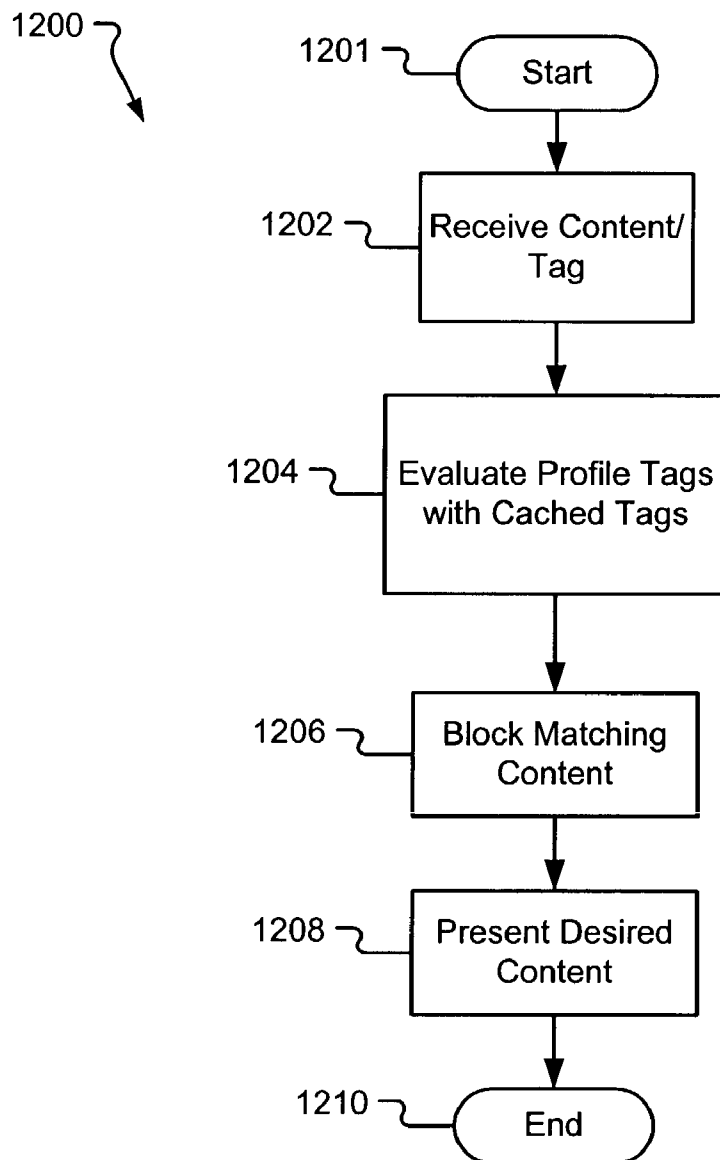 1200
1201
Start
1202
Receive Content/
Tag
1204
Evaluate Profile Tags
with Cached Tags
1206
Block Matching
Content
1208
Present Desired
Content
1210
End